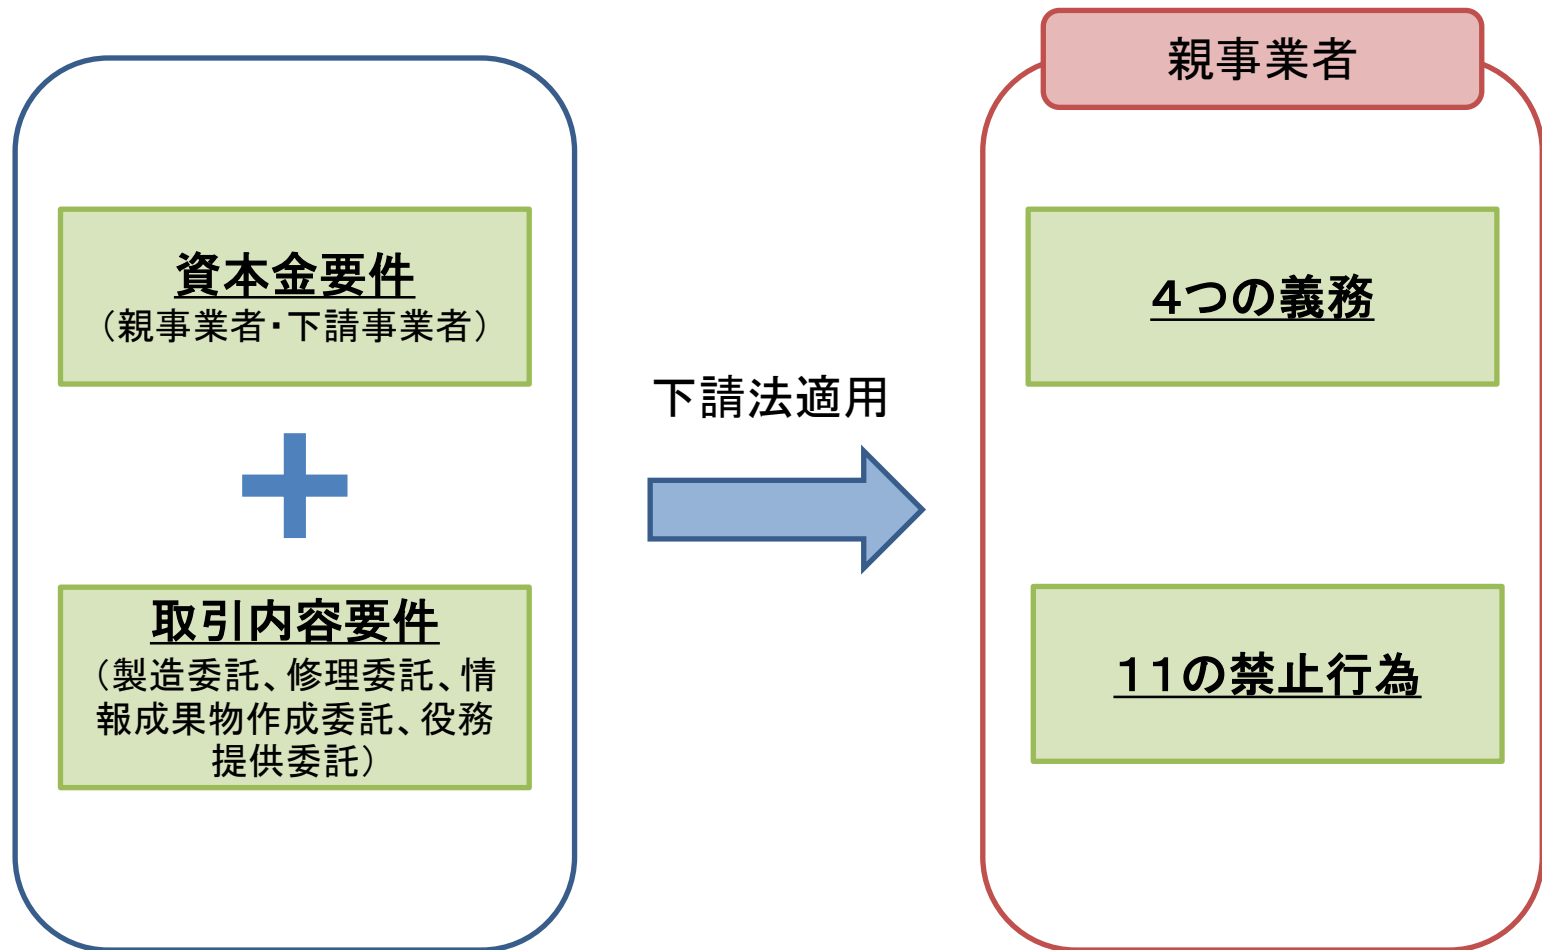 資本金要件
（親事業者・下請事業者）
取引内容要件
（製造委託、修理委託、情
報成果物作成委託、役務
提供委託）
下請法適用
親事業者
４つの義務
１１の禁止行為